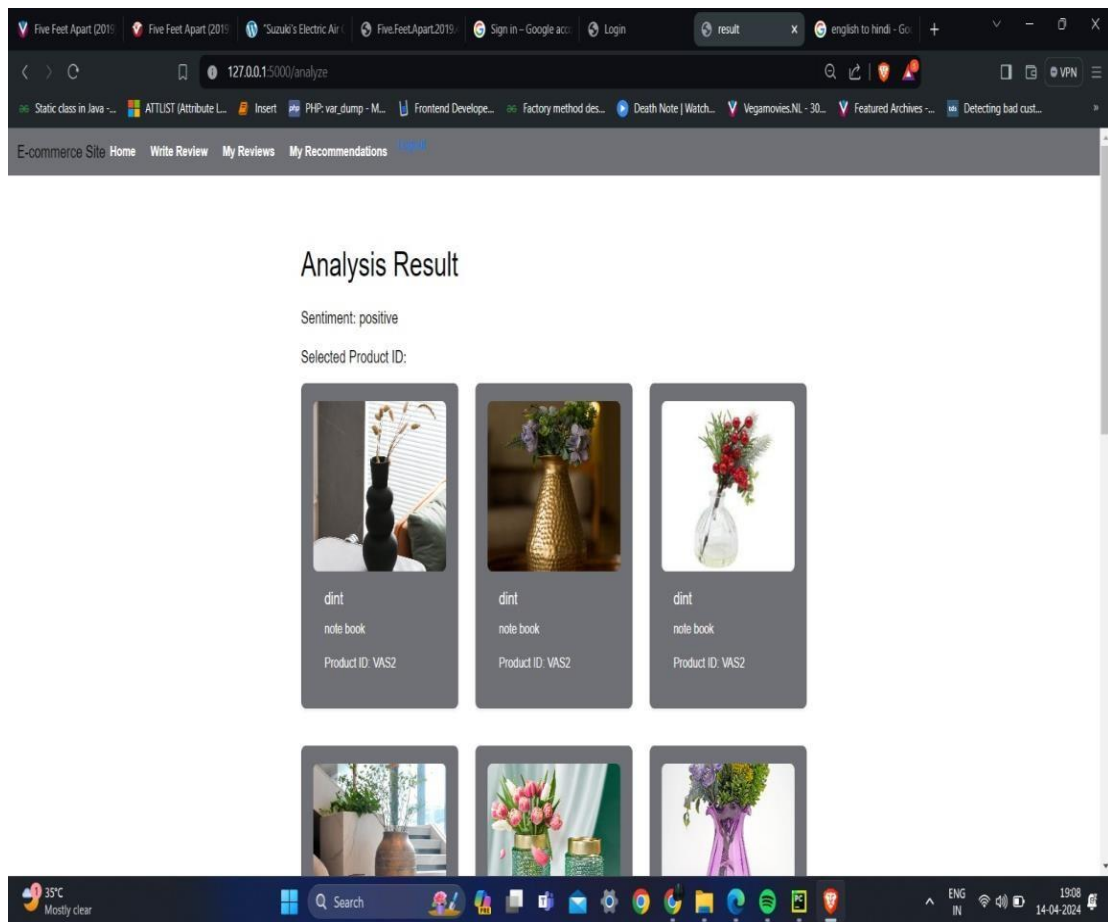 Five Feet Apart (2019
Five Feet Apart (2019
"Suzuki's Electric Air
Five.Feet.Apart.2019.
Sign in – Google acc
Login
result
english to hindi - Go
127.0.0.1:5000/analyze
VPN
Static class in Java -...
ATTLIST (Attribute L...
Insert
PHP: var_dump - M...
Frontend Develope...
Factory method des...
Death Note | Watch...
Vegamovies.NL - 30...
Featured Archives -...
Detecting bad cust...
E-commerce Site Home Write Review My Reviews My Recommendations Logout
Analysis Result
Sentiment: positive
Selected Product ID:
dint
note book
Product ID: VAS2
dint
note book
Product ID: VAS2
dint
note book
Product ID: VAS2
35°C
Mostly clear
Search
ENG
IN
19:08
14-04-2024